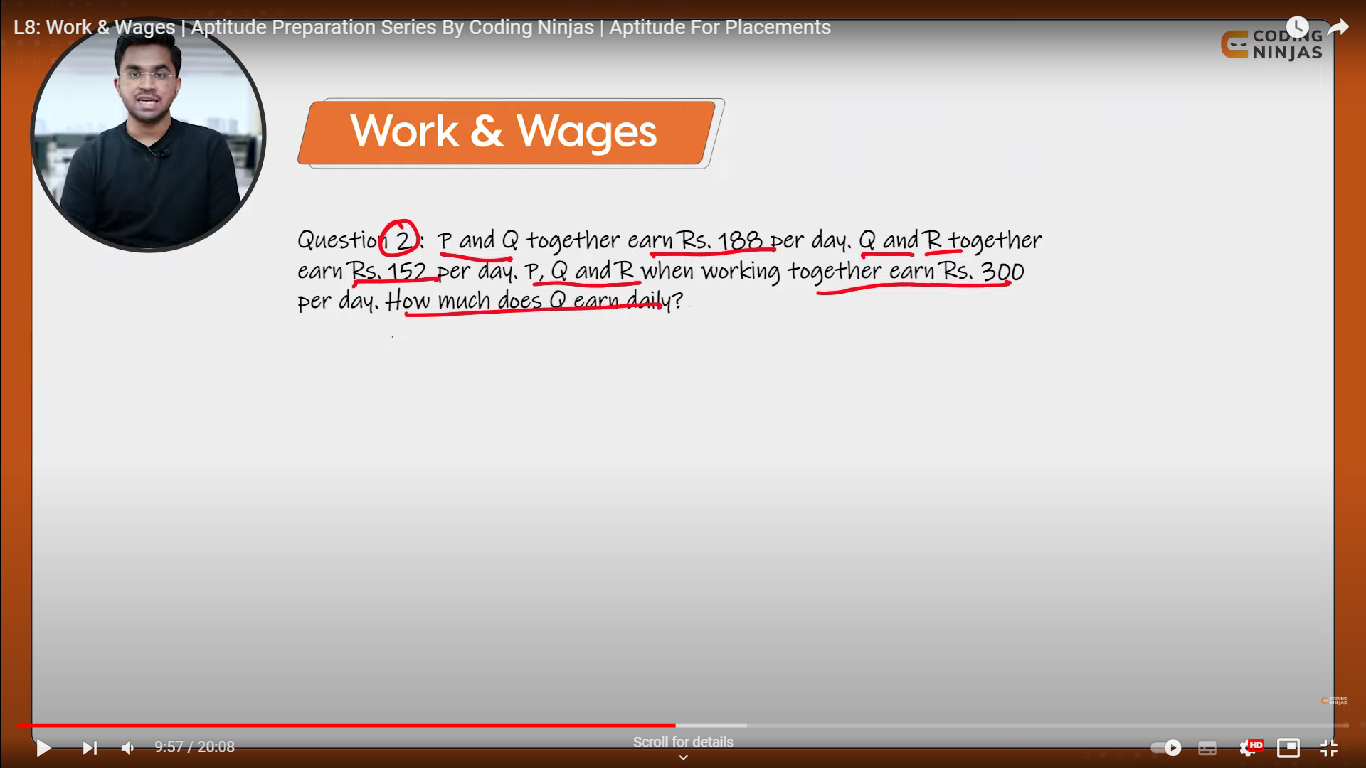 L8: Work & Wages | Aptitude Preparation Series By Coding Ninjas | Aptitude For Placements
CODING
NINJAS
Work & Wages
Question 2 : P and Q together earn Rs. 188 per day. Q and R together
earn Rs. 152 per day. P, Q and R when working together earn Rs. 300
per day. How much does Q earn daily?
CODING
NINJAS
9:57 / 20:08
Scroll for details
HD